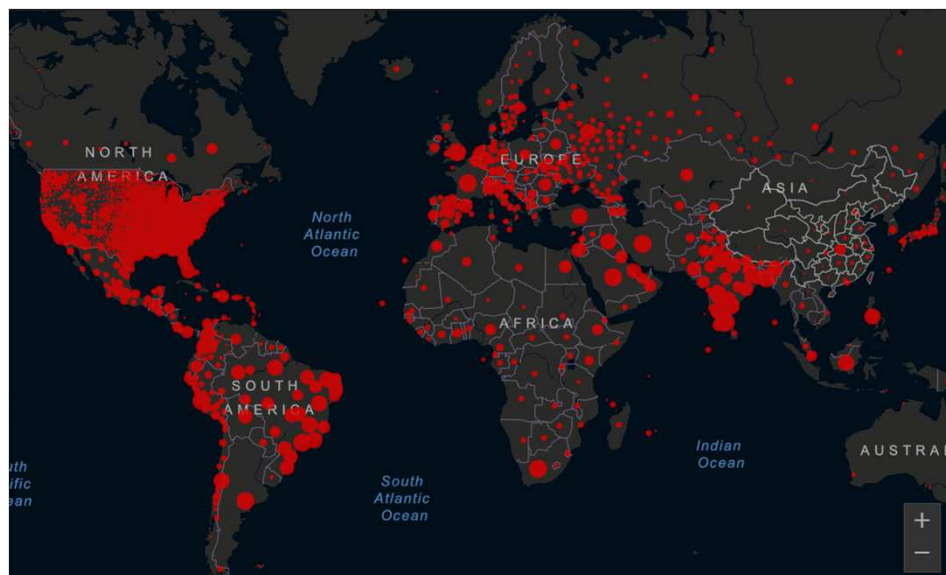 NORTH
AMERICA
EUROPE
ASIA
North
Atlantic
Ocean
AFRICA
SOUTH
AMERICA
Indian
Ocean
AUSTRAL
uth
ific
ean
South
Atlantic
Ocean
+
−